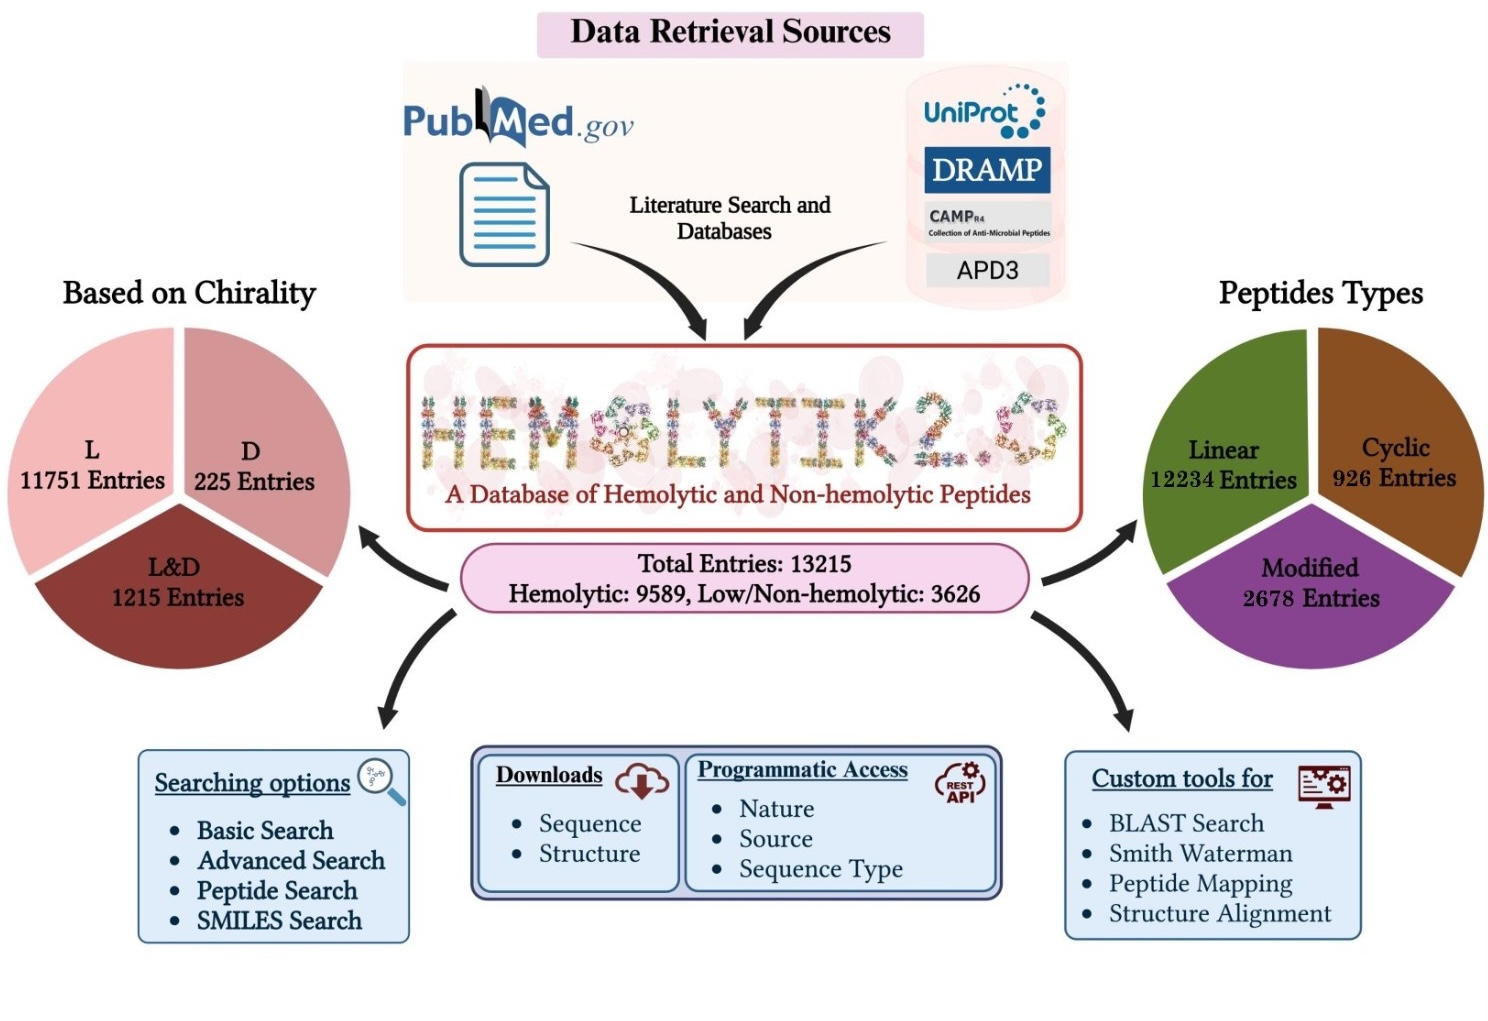 Data Retrieval Sources
PubMed.gov
UniProt
DRAMP
CAMPR4
Collection of Anti-Microbial Peptides
APD3
Literature Search and
Databases
Based on Chirality
L
11751 Entries
D
225 Entries
L&D
1215 Entries
HEMOLYTIK2.0
A Database of Hemolytic and Non-hemolytic Peptides
Total Entries: 13215
Hemolytic: 9589, Low/Non-hemolytic: 3626
Peptides Types
Linear
12234 Entries
Cyclic
926 Entries
Modified
2678 Entries
Searching options
• Basic Search
• Advanced Search
• Peptide Search
• SMILES Search
Downloads
• Sequence
• Structure
Programmatic Access
REST
API
• Nature
• Source
• Sequence Type
Custom tools for
• BLAST Search
• Smith Waterman
• Peptide Mapping
• Structure Alignment